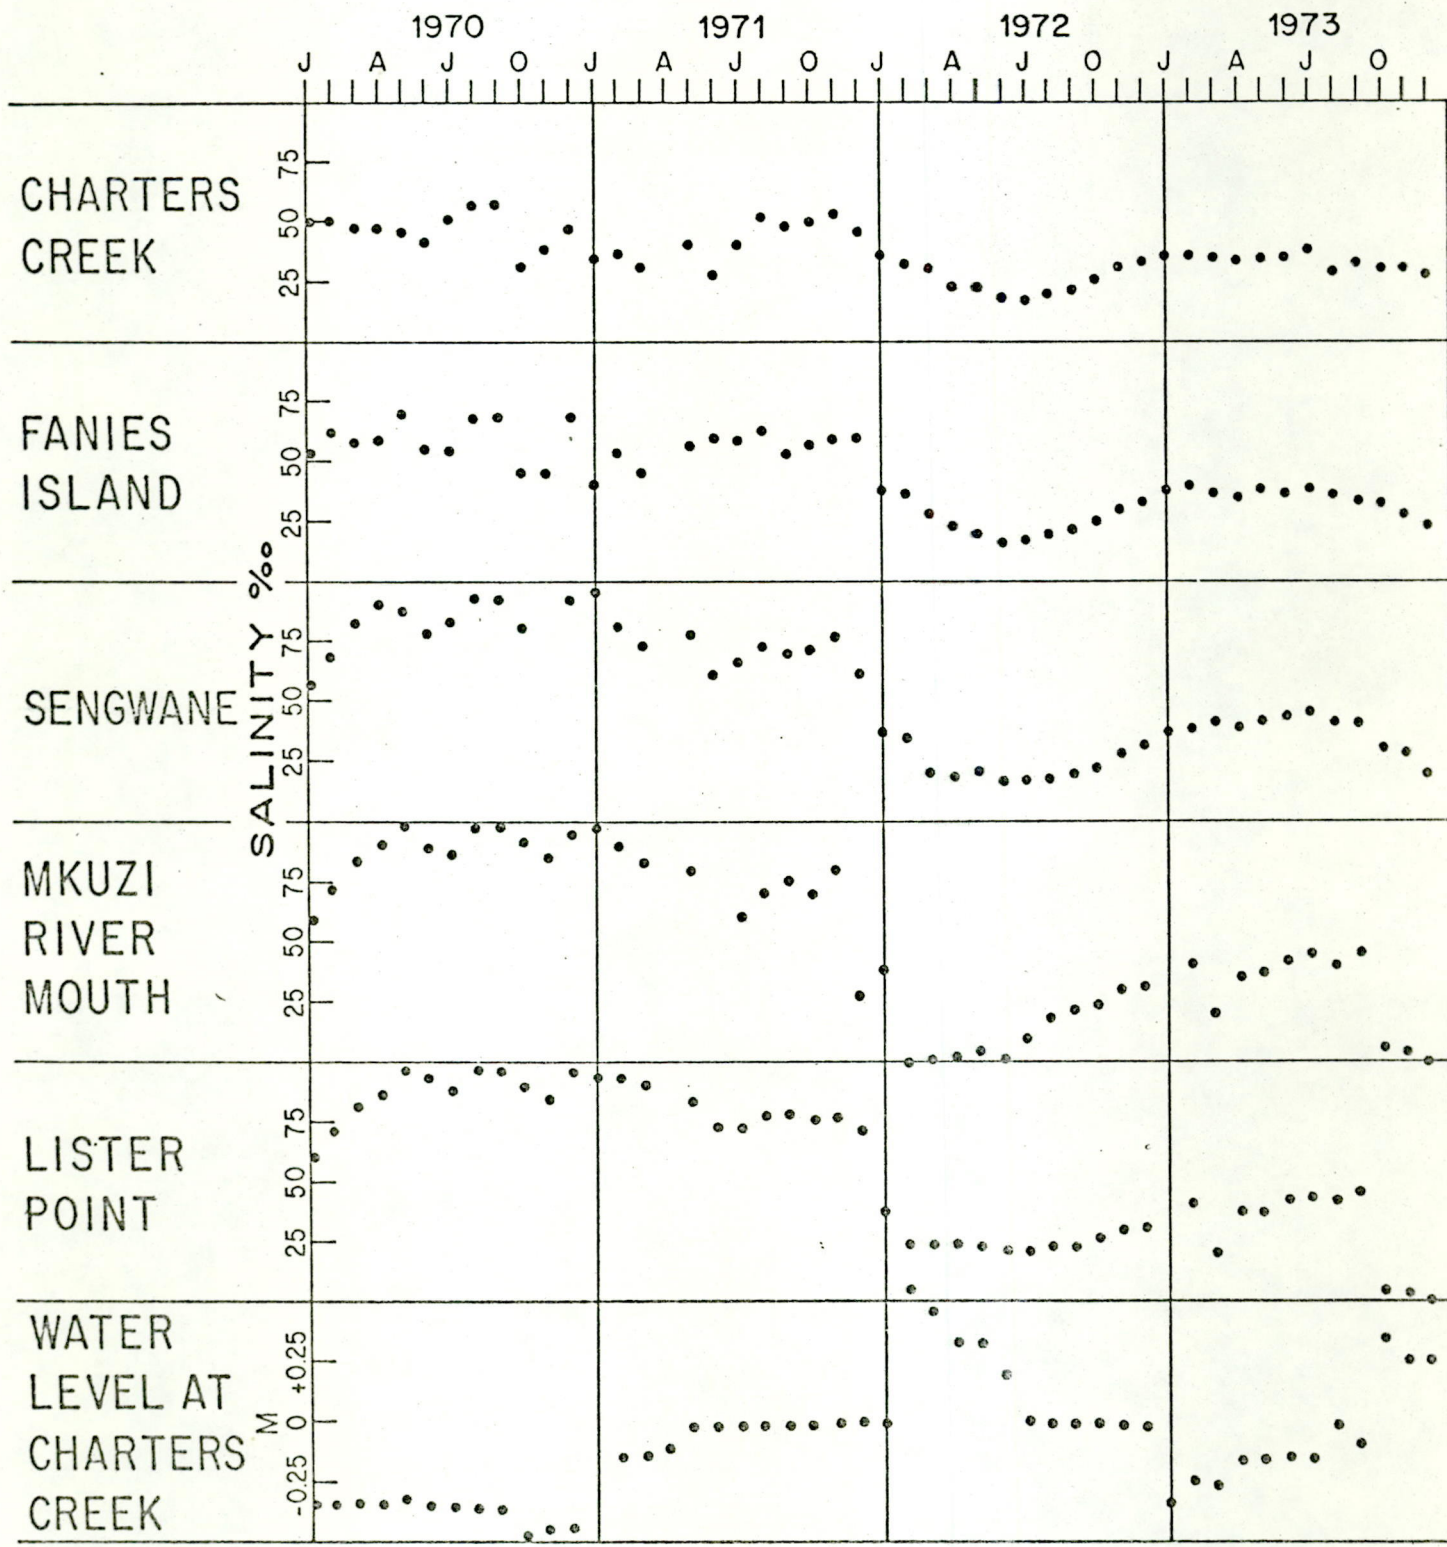 1970 1971 1972 1973
J A J O J A J O J A J O J A J O
CHARTERS
CREEK
75
50
25
FANIES
ISLAND
75
50
25
SALINITY ‰
SENGWANE
75
50
25
MKUZI
RIVER
MOUTH
75
50
25
LISTER
POINT
75
50
25
WATER
LEVEL AT
CHARTERS
CREEK
M
+0.25
0
-0.25